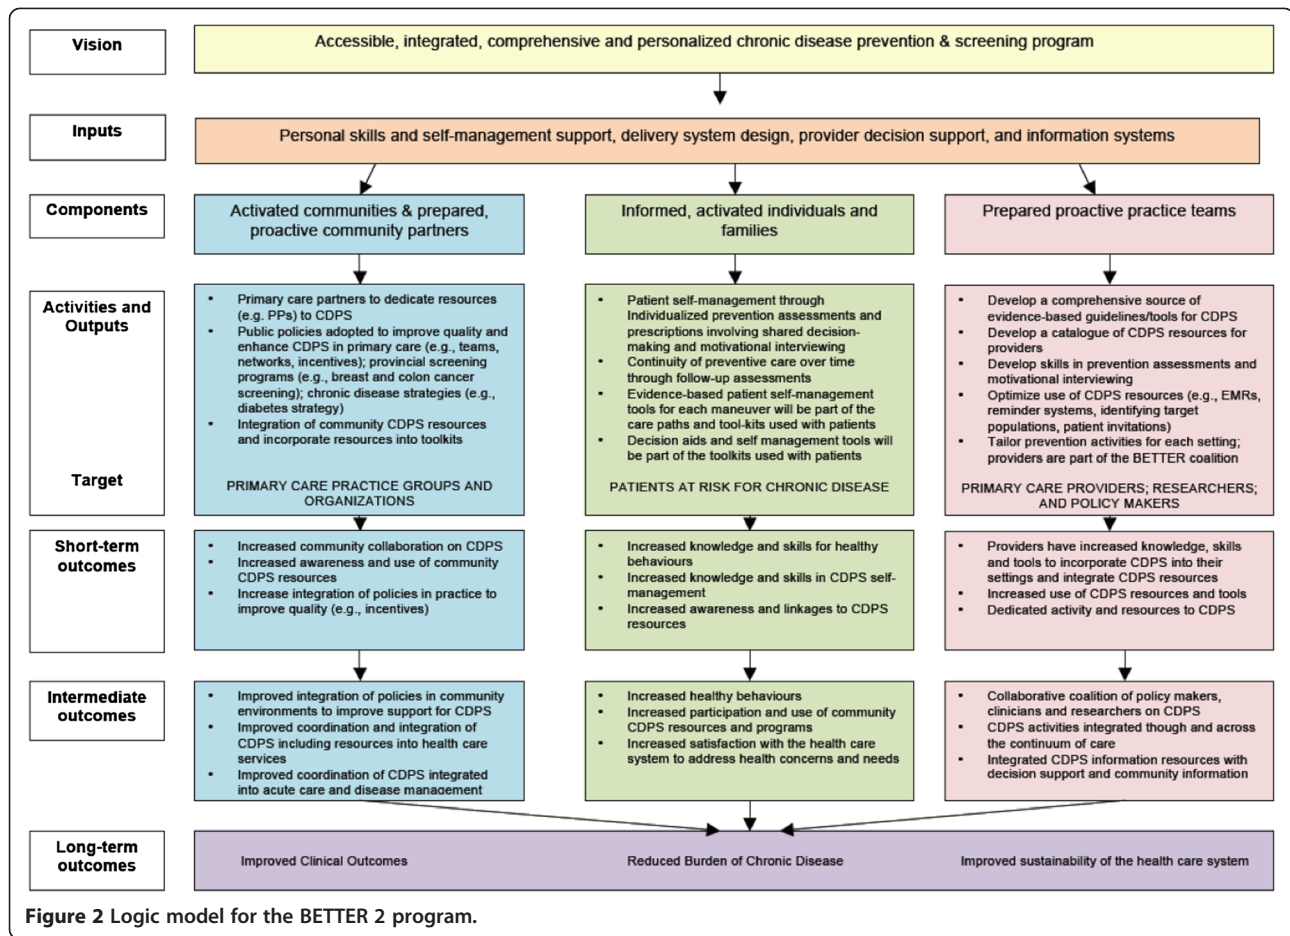 Vision
Accessible, integrated, comprehensive and personalized chronic disease prevention & screening program
Inputs
Personal skills and self-management support, delivery system design, provider decision support, and information systems
Components
Activated communities & prepared,
proactive community partners
Informed, activated individuals and
families
Prepared proactive practice teams
Activities and
Outputs
• Primary care partners to dedicate resources
(e.g. PPs) to CDPS
• Public policies adopted to improve quality and
enhance CDPS in primary care (e.g., teams,
networks, incentives); provincial screening
programs (e.g., breast and colon cancer
screening); chronic disease strategies (e.g.,
diabetes strategy)
• Integration of community CDPS resources
and incorporate resources into toolkits
• Patient self-management through
Individualized prevention assessments and
prescriptions involving shared decision-
making and motivational interviewing
• Continuity of preventive care over time
through follow-up assessments
• Evidence-based patient self-management
tools for each maneuver will be part of the
care paths and tool-kits used with patients
• Decision aids and self management tools will
be part of the toolkits used with patients
• Develop a comprehensive source of
evidence-based guidelines/tools for CDPS
• Develop a catalogue of CDPS resources for
providers
• Develop skills in prevention assessments and
motivational interviewing
• Optimize use of CDPS resources (e.g., EMRs,
reminder systems, identifying target
populations, patient invitations)
• Tailor prevention activities for each setting;
providers are part of the BETTER coalition
Target
PRIMARY CARE PRACTICE GROUPS AND
ORGANIZATIONS
PATIENTS AT RISK FOR CHRONIC DISEASE
PRIMARY CARE PROVIDERS; RESEARCHERS;
AND POLICY MAKERS
Short-term
outcomes
• Increased community collaboration on CDPS
• Increased awareness and use of community
CDPS resources
• Increase integration of policies in practice to
improve quality (e.g., incentives)
• Increased knowledge and skills for healthy
behaviours
• Increased knowledge and skills in CDPS self-
management
• Increased awareness and linkages to CDPS
resources
• Providers have increased knowledge, skills
and tools to incorporate CDPS into their
settings and integrate CDPS resources
• Increased use of CDPS resources and tools
• Dedicated activity and resources to CDPS
Intermediate
outcomes
• Improved integration of policies in community
environments to improve support for CDPS
• Improved coordination and integration of
CDPS including resources into health care
services
• Improved coordination of CDPS integrated
into acute care and disease management
• Increased healthy behaviours
• Increased participation and use of community
CDPS resources and programs
• Increased satisfaction with the health care
system to address health concerns and needs
• Collaborative coalition of policy makers,
clinicians and researchers on CDPS
• CDPS activities integrated though and across
the continuum of care
• Integrated CDPS information resources with
decision support and community information
Long-term
outcomes
Improved Clinical Outcomes
Reduced Burden of Chronic Disease
Improved sustainability of the health care system
Figure 2 Logic model for the BETTER 2 program.